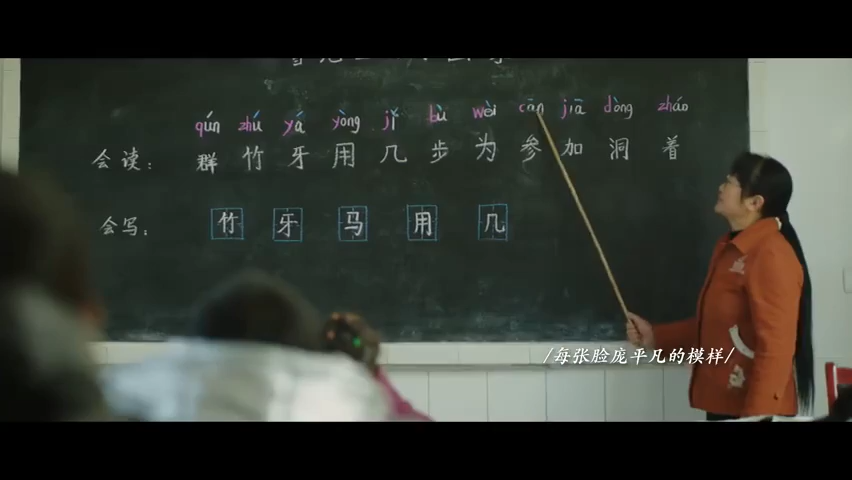 qún zhú yá yòng jǐ bù wèi cān jiā dòng zháo
会读：群 竹 牙 用 几 步 为 参 加 洞 着
会写：竹 牙 马 用 几
/每张脸庞平凡的模样/